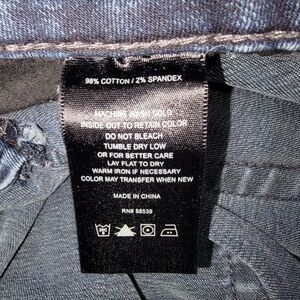 98% COTTON / 2% SPANDEX
MACHINE WASH COLD
INSIDE OUT TO RETAIN COLOR
DO NOT BLEACH
TUMBLE DRY LOW
OR FOR BETTER CARE
LAY FLAT TO DRY
WARM IRON IF NECESSARY
COLOR MAY TRANSFER WHEN NEW
MADE IN CHINA
RN# 58539